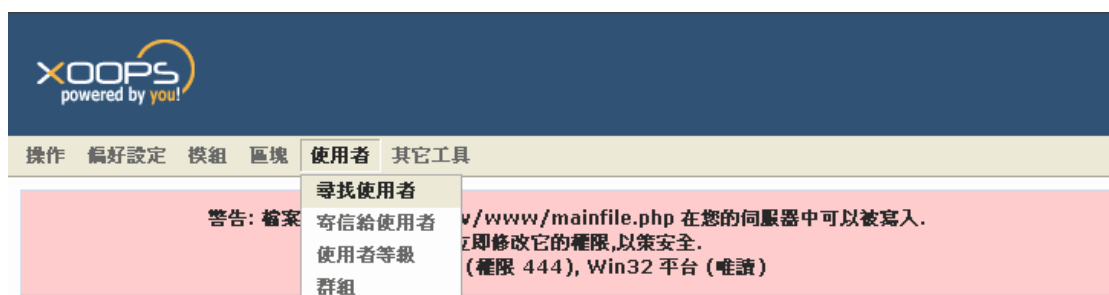 XOOPS
powered by you!
操作 偏好設定 模組 區塊 使用者 其它工具
尋找使用者
寄信給使用者
使用者等級
群組
警告: 檔案 v/www/mainfile.php 在您的伺服器中可以被寫入.
立即修改它的權限,以策安全.
(權限 444), Win32 平台 (唯讀)